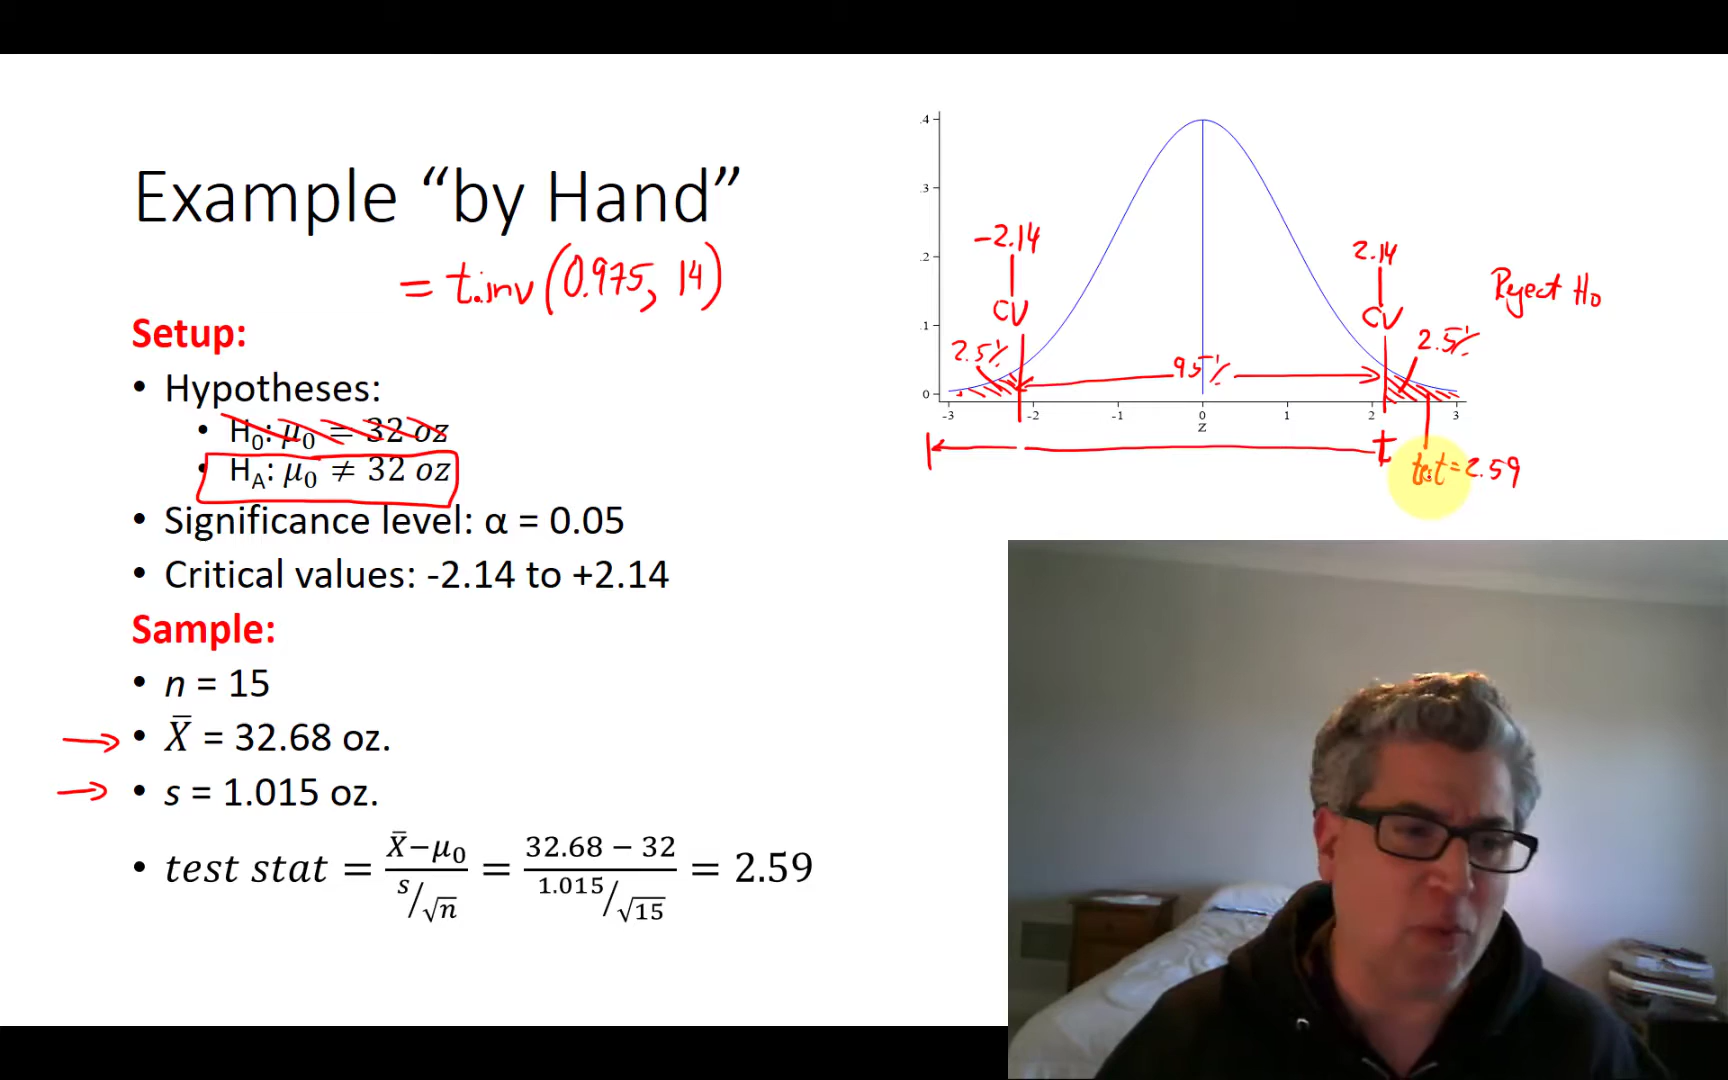 Example “by Hand”
= t.inv(0.975, 14)
Setup:
• Hypotheses:
• H₀: μ₀ = 32 oz
• H_A: μ₀ ≠ 32 oz
• Significance level: α = 0.05
• Critical values: -2.14 to +2.14
Sample:
• n = 15
• X̄ = 32.68 oz.
• s = 1.015 oz.
• test stat = (X̄−μ₀)/(s/√n) = (32.68 − 32)/(1.015/√15) = 2.59
.4
.3
.2
.1
0
-3 -2 -1 0 1 2 3
z
-2.14
CV
2.5%
95%
2.14
CV
2.5%
Reject H₀
t
test = 2.59